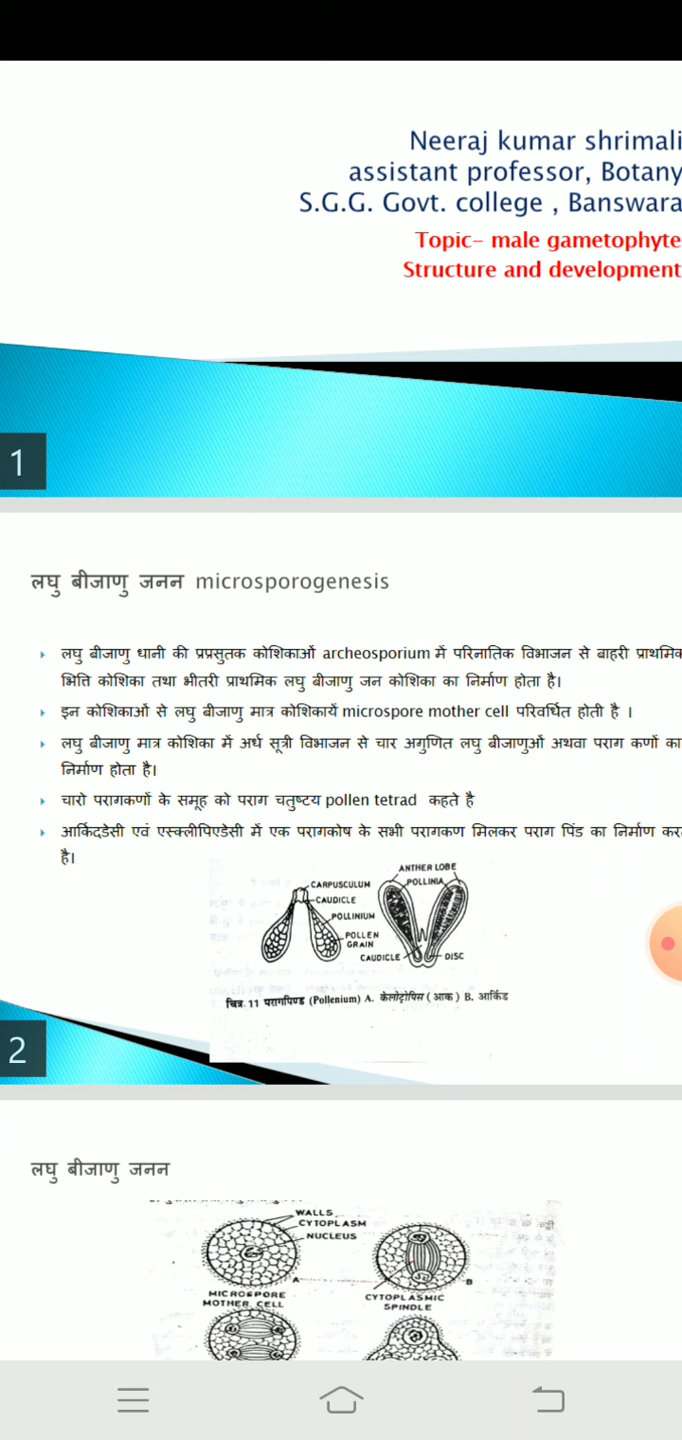 Neeraj kumar shrimali
assistant professor, Botany
S.G.G. Govt. college , Banswara
Topic– male gametophyte
Structure and development
1
लघु बीजाणु जनन microsporogenesis
लघु बीजाणु धानी की प्रप्रसुतक कोशिकाओं archeosporium में परिनातिक विभाजन से बाहरी प्राथमिक
भित्ति कोशिका तथा भीतरी प्राथमिक लघु बीजाणु जन कोशिका का निर्माण होता है।
इन कोशिकाओं से लघु बीजाणु मात्र कोशिकायें microspore mother cell परिवर्धित होती है ।
लघु बीजाणु मात्र कोशिका में अर्ध सूत्री विभाजन से चार अगुणित लघु बीजाणुओं अथवा पराग कणों का
निर्माण होता है।
चारो परागकणों के समूह को पराग चतुष्टय pollen tetrad कहते है
आर्किदडेसी एवं एस्क्लीपिएडेसी में एक परागकोष के सभी परागकण मिलकर पराग पिंड का निर्माण कर
है।
CARPUSCULUM
CAUDICLE
POLLINIUM
POLLEN
GRAIN
ANTHER LOBE
POLLINIA
CAUDICLE
DISC
चित्र. 11 परागपिण्ड (Pollenium) A. केलोट्रोपिस ( आक ) B. आर्किड
2
लघु बीजाणु जनन
WALLS
CYTOPLASM
NUCLEUS
A
B
MICROSPORE
MOTHER CELL
CYTOPLASMIC
SPINDLE